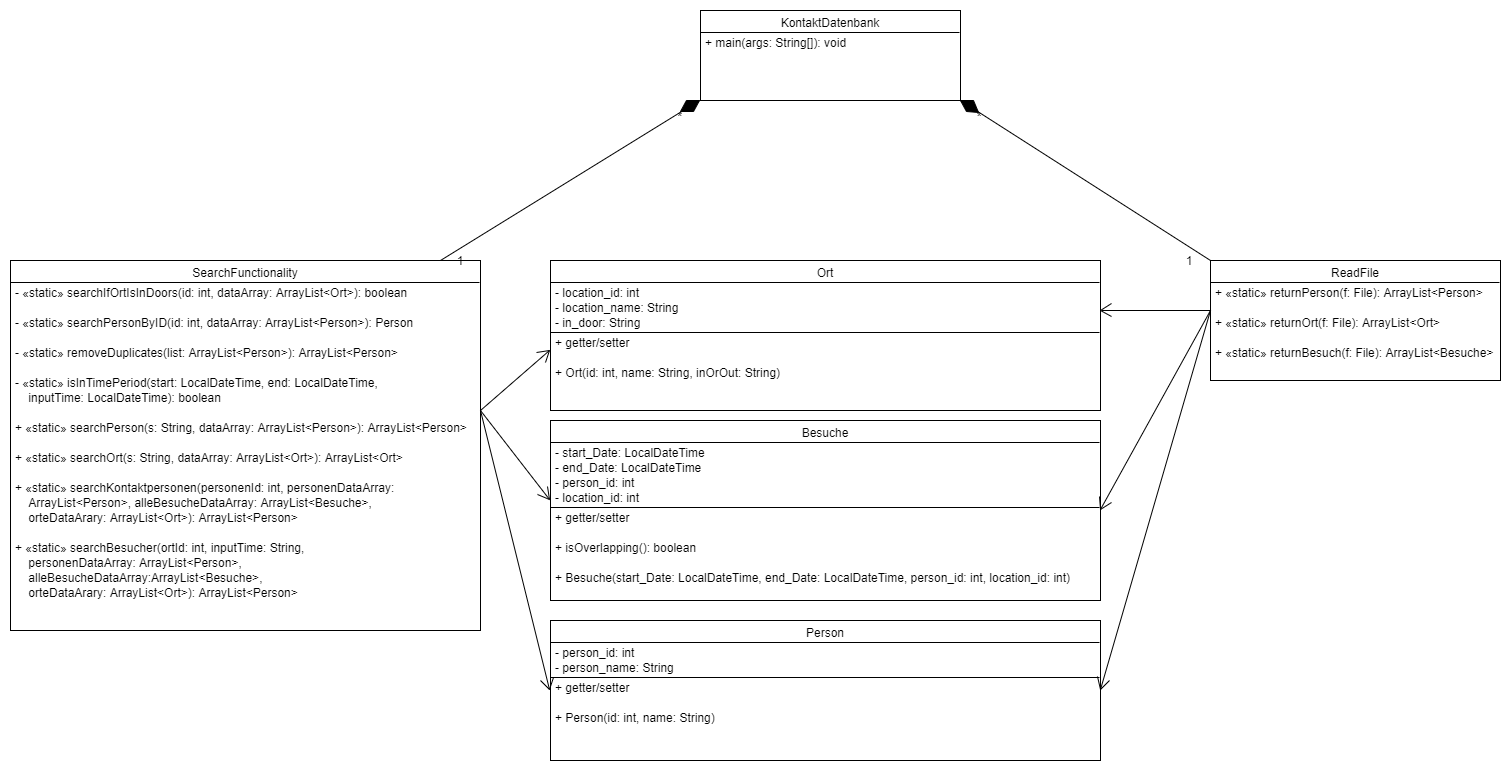 KontaktDatenbank
+ main(args: String[]): void
1
1
SearchFunctionality
- «static» searchIfOrtIsInDoors(id: int, dataArray: ArrayList<Ort>): boolean
- «static» searchPersonByID(id: int, dataArray: ArrayList<Person>): Person
- «static» removeDuplicates(list: ArrayList<Person>): ArrayList<Person>
- «static» isInTimePeriod(start: LocalDateTime, end: LocalDateTime,
inputTime: LocalDateTime): boolean
+ «static» searchPerson(s: String, dataArray: ArrayList<Person>): ArrayList<Person>
+ «static» searchOrt(s: String, dataArray: ArrayList<Ort>): ArrayList<Ort>
+ «static» searchKontaktpersonen(personenId: int, personenDataArray:
ArrayList<Person>, alleBesucheDataArray: ArrayList<Besuche>,
orteDataArary: ArrayList<Ort>): ArrayList<Person>
+ «static» searchBesucher(ortId: int, inputTime: String,
personenDataArray: ArrayList<Person>,
alleBesucheDataArray:ArrayList<Besuche>,
orteDataArary: ArrayList<Ort>): ArrayList<Person>
Ort
- location_id: int
- location_name: String
- in_door: String
+ getter/setter
+ Ort(id: int, name: String, inOrOut: String)
Besuche
- start_Date: LocalDateTime
- end_Date: LocalDateTime
- person_id: int
- location_id: int
+ getter/setter
+ isOverlapping(): boolean
+ Besuche(start_Date: LocalDateTime, end_Date: LocalDateTime, person_id: int, location_id: int)
Person
- person_id: int
- person_name: String
+ getter/setter
+ Person(id: int, name: String)
ReadFile
+ «static» returnPerson(f: File): ArrayList<Person>
+ «static» returnOrt(f: File): ArrayList<Ort>
+ «static» returnBesuch(f: File): ArrayList<Besuche>